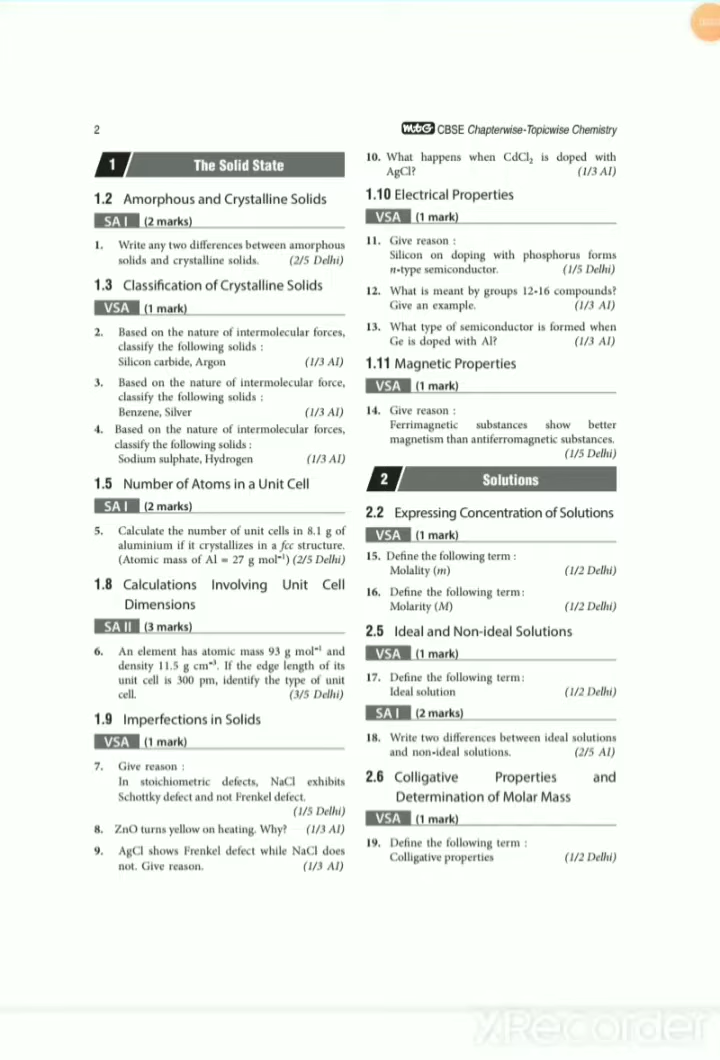 2
MtG CBSE Chapterwise-Topicwise Chemistry
1 The Solid State
1.2 Amorphous and Crystalline Solids
SA I (2 marks)
1. Write any two differences between amorphous
solids and crystalline solids. (2/5 Delhi)
1.3 Classification of Crystalline Solids
VSA (1 mark)
2. Based on the nature of intermolecular forces,
classify the following solids :
Silicon carbide, Argon (1/3 AI)
3. Based on the nature of intermolecular force,
classify the following solids :
Benzene, Silver (1/3 AI)
4. Based on the nature of intermolecular forces,
classify the following solids :
Sodium sulphate, Hydrogen (1/3 AI)
1.5 Number of Atoms in a Unit Cell
SA I (2 marks)
5. Calculate the number of unit cells in 8.1 g of
aluminium if it crystallizes in a fcc structure.
(Atomic mass of Al = 27 g mol⁻¹) (2/5 Delhi)
1.8 Calculations Involving Unit Cell
Dimensions
SA II (3 marks)
6. An element has atomic mass 93 g mol⁻¹ and
density 11.5 g cm⁻³. If the edge length of its
unit cell is 300 pm, identify the type of unit
cell. (3/5 Delhi)
1.9 Imperfections in Solids
VSA (1 mark)
7. Give reason :
In stoichiometric defects, NaCl exhibits
Schottky defect and not Frenkel defect.
(1/5 Delhi)
8. ZnO turns yellow on heating. Why? (1/3 AI)
9. AgCl shows Frenkel defect while NaCl does
not. Give reason. (1/3 AI)
10. What happens when CdCl₂ is doped with
AgCl? (1/3 AI)
1.10 Electrical Properties
VSA (1 mark)
11. Give reason :
Silicon on doping with phosphorus forms
n-type semiconductor. (1/5 Delhi)
12. What is meant by groups 12-16 compounds?
Give an example. (1/3 AI)
13. What type of semiconductor is formed when
Ge is doped with Al? (1/3 AI)
1.11 Magnetic Properties
VSA (1 mark)
14. Give reason :
Ferrimagnetic substances show better
magnetism than antiferromagnetic substances.
(1/5 Delhi)
2 Solutions
2.2 Expressing Concentration of Solutions
VSA (1 mark)
15. Define the following term :
Molality (m) (1/2 Delhi)
16. Define the following term:
Molarity (M) (1/2 Delhi)
2.5 Ideal and Non-ideal Solutions
VSA (1 mark)
17. Define the following term:
Ideal solution (1/2 Delhi)
SA I (2 marks)
18. Write two differences between ideal solutions
and non-ideal solutions. (2/5 AI)
2.6 Colligative Properties and
Determination of Molar Mass
VSA (1 mark)
19. Define the following term :
Colligative properties (1/2 Delhi)
XRecorder